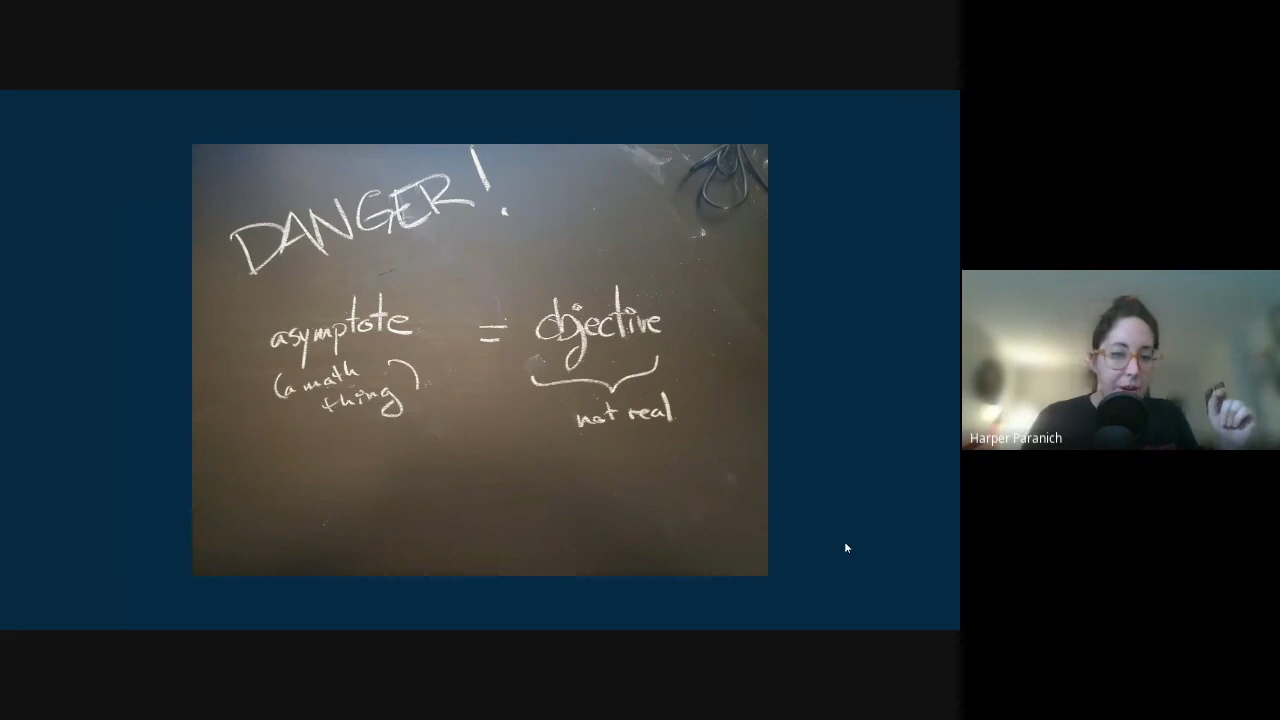 DANGER!
asymptote = objective
(a math
thing)
not real
Harper Paranich